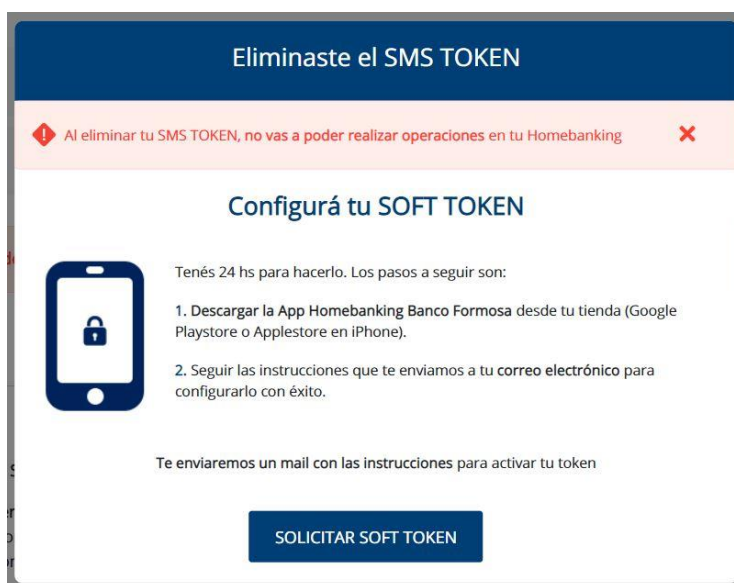 Eliminaste el SMS TOKEN
Al eliminar tu SMS TOKEN, no vas a poder realizar operaciones en tu Homebanking
Configurá tu SOFT TOKEN
Tenés 24 hs para hacerlo. Los pasos a seguir son:
1. Descargar la App Homebanking Banco Formosa desde tu tienda (Google
Playstore o Applestore en iPhone).
2. Seguir las instrucciones que te enviamos a tu correo electrónico para
configurarlo con éxito.
Te enviaremos un mail con las instrucciones para activar tu token
SOLICITAR SOFT TOKEN